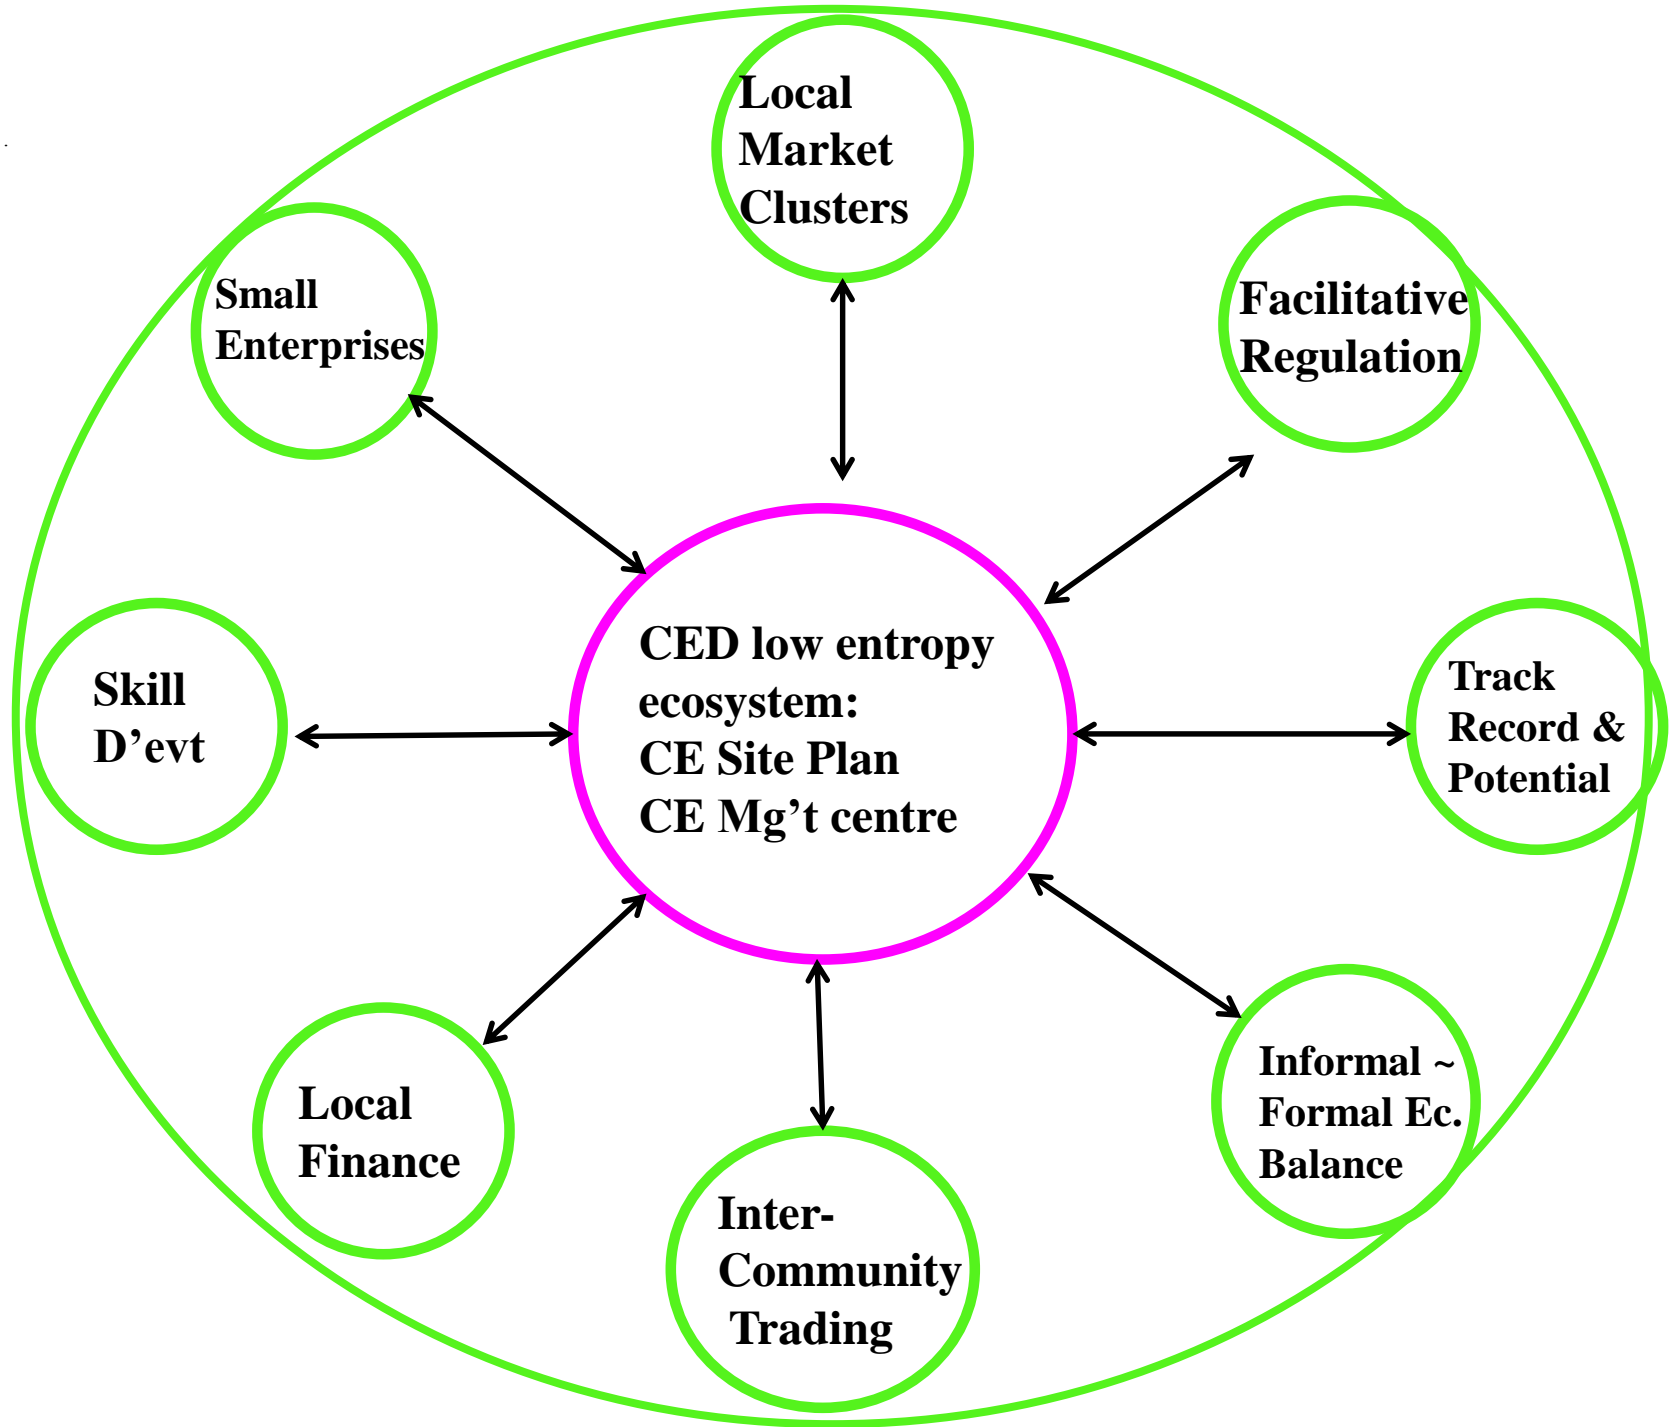 Local
Market
Clusters
Small
Enterprises
Facilitative
Regulation
CED low entropy
ecosystem:
CE Site Plan
CE Mg’t centre
Skill
D’evt
Track
Record &
Potential
Local
Finance
Inter-
Community
Trading
Informal ~
Formal Ec.
Balance